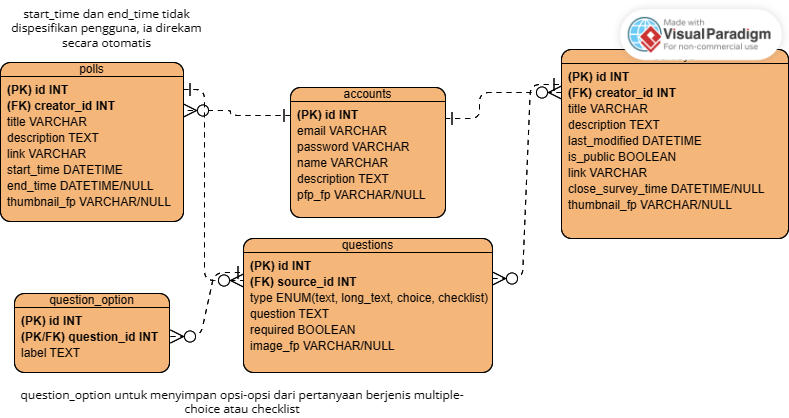 start_time dan end_time tidak
dispesifikan pengguna, ia direkam
secara otomatis
Made with
VisualParadigm
For non-commercial use
polls
(PK) id INT
(FK) creator_id INT
title VARCHAR
description TEXT
link VARCHAR
start_time DATETIME
end_time DATETIME/NULL
thumbnail_fp VARCHAR/NULL
accounts
(PK) id INT
email VARCHAR
password VARCHAR
name VARCHAR
description TEXT
pfp_fp VARCHAR/NULL
(PK) id INT
(FK) creator_id INT
title VARCHAR
description TEXT
last_modified DATETIME
is_public BOOLEAN
link VARCHAR
close_survey_time DATETIME/NULL
thumbnail_fp VARCHAR/NULL
questions
(PK) id INT
(FK) source_id INT
type ENUM(text, long_text, choice, checklist)
question TEXT
required BOOLEAN
image_fp VARCHAR/NULL
question_option
(PK) id INT
(PK/FK) question_id INT
label TEXT
question_option untuk menyimpan opsi-opsi dari pertanyaan berjenis multiple-
choice atau checklist